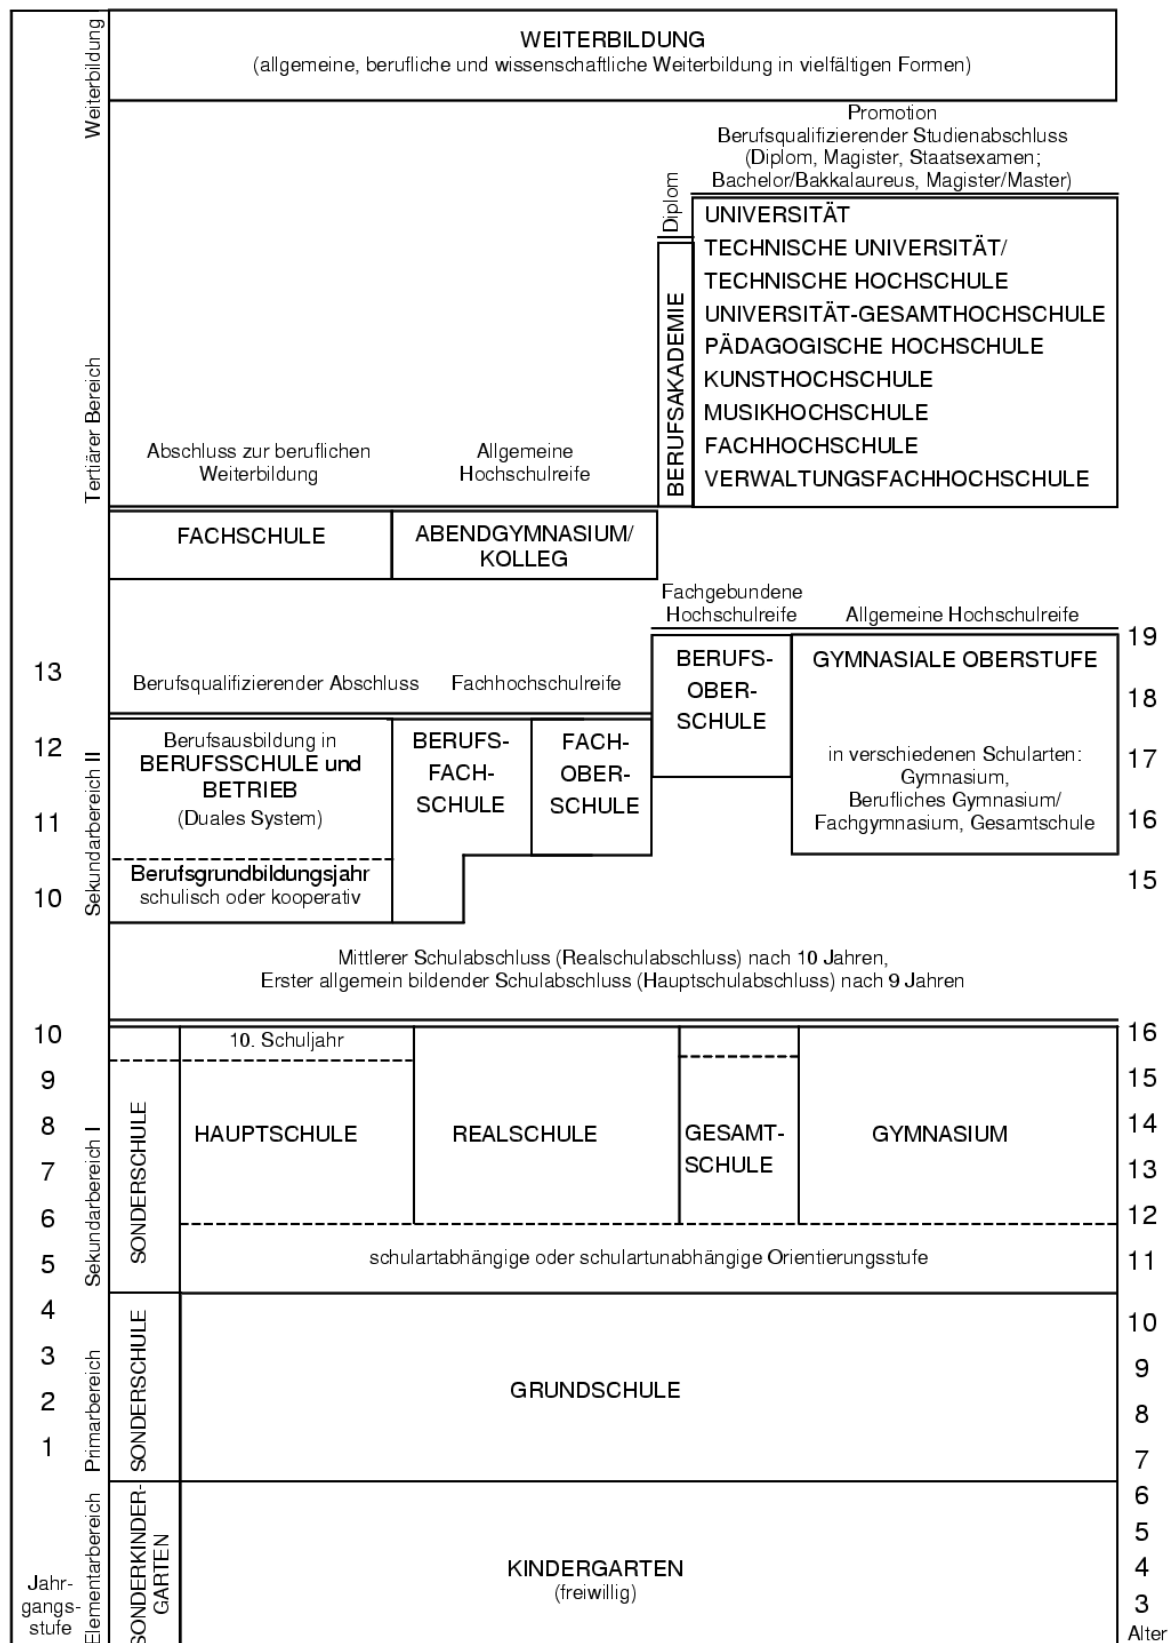 Weiterbildung
WEITERBILDUNG
(allgemeine, berufliche und wissenschaftliche Weiterbildung in vielfältigen Formen)
Promotion
Berufsqualifizierender Studienabschluss
(Diplom, Magister, Staatsexamen;
Bachelor/Bakkalaureus, Magister/Master)
Diplom
Tertiärer Bereich
BERUFSAKADEMIE
UNIVERSITÄT
TECHNISCHE UNIVERSITÄT/
TECHNISCHE HOCHSCHULE
UNIVERSITÄT-GESAMTHOCHSCHULE
PÄDAGOGISCHE HOCHSCHULE
KUNSTHOCHSCHULE
MUSIKHOCHSCHULE
FACHHOCHSCHULE
VERWALTUNGSFACHHOCHSCHULE
Abschluss zur beruflichen
Weiterbildung
Allgemeine
Hochschulreife
FACHSCHULE
ABENDGYMNASIUM/
KOLLEG
Fachgebundene
Hochschulreife
Allgemeine Hochschulreife
13
12
11
10
Sekundarbereich II
Berufsqualifizierender Abschluss
Fachhochschulreife
Berufsausbildung in
BERUFSSCHULE und
BETRIEB
(Duales System)
Berufsgrundbildungsjahr
schulisch oder kooperativ
BERUFS-
FACH-
SCHULE
FACH-
OBER-
SCHULE
BERUFS-
OBER-
SCHULE
GYMNASIALE OBERSTUFE
in verschiedenen Schularten:
Gymnasium,
Berufliches Gymnasium/
Fachgymnasium, Gesamtschule
19
18
17
16
15
Mittlerer Schulabschluss (Realschulabschluss) nach 10 Jahren,
Erster allgemein bildender Schulabschluss (Hauptschulabschluss) nach 9 Jahren
10
9
8
7
6
5
Sekundarbereich I
SONDERSCHULE
10. Schuljahr
HAUPTSCHULE
REALSCHULE
GESAMT-
SCHULE
GYMNASIUM
schulartabhängige oder schulartunabhängige Orientierungsstufe
16
15
14
13
12
11
4
3
2
1
Primarbereich
SONDERSCHULE
GRUNDSCHULE
10
9
8
7
Jahr-
gangs-
stufe
Elementarbereich
SONDERKINDER-
GARTEN
KINDERGARTEN
(freiwillig)
6
5
4
3
Alter